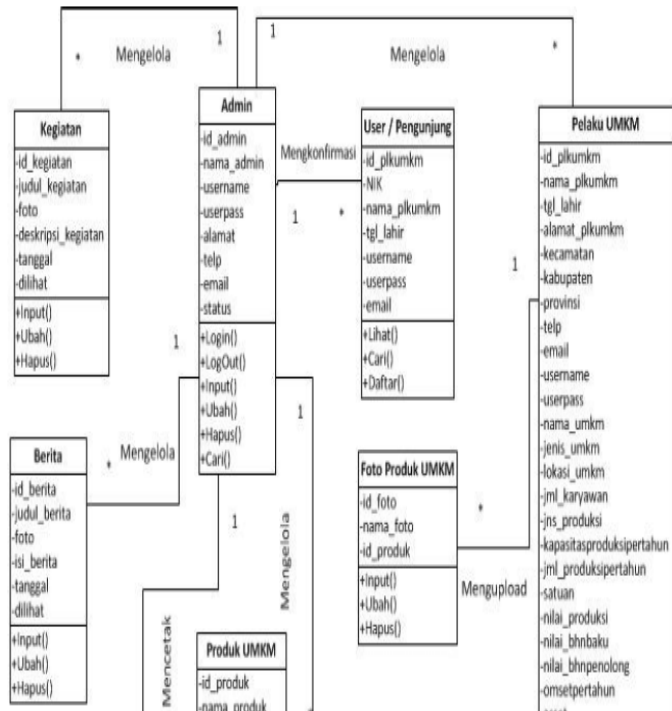 1
1
*
Mengelola
Mengelola
*
Kegiatan
-id_kegiatan
-judul_kegiatan
-foto
-deskripsi_kegiatan
-tanggal
-dilihat
+Input()
+Ubah()
+Hapus()
Admin
-id_admin
-nama_admin
-username
-userpass
-alamat
-telp
-email
-status
+Login()
+LogOut()
+Input()
+Ubah()
+Hapus()
+Cari()
Mengkonfirmasi
1
*
User / Pengunjung
-id_plkumkm
-NIK
-nama_plkumkm
-tgl_lahir
-username
-userpass
-email
+Lihat()
+Cari()
+Daftar()
Pelaku UMKM
-id_plkumkm
-nama_plkumkm
-tgl_lahir
-alamat_plkumkm
-kecamatan
-kabupaten
-provinsi
-telp
-email
-username
-userpass
-nama_umkm
-jenis_umkm
-lokasi_umkm
-jml_karyawan
-jns_produksi
-kapasitasproduksipertahun
-jml_produksipertahun
-satuan
-nilai_produksi
-nilai_bhnbaku
-nilai_bhnpenolong
-omsetpertahun
1
1
*
Mengelola
Berita
-id_berita
-judul_berita
-foto
-isi_berita
-tanggal
-dilihat
+Input()
+Ubah()
+Hapus()
1
1
Mencetak
Mengelola
Foto Produk UMKM
-id_foto
-nama_foto
-id_produk
+Input()
+Ubah()
+Hapus()
*
Mengupload
Produk UMKM
-id_produk
-nama_produk